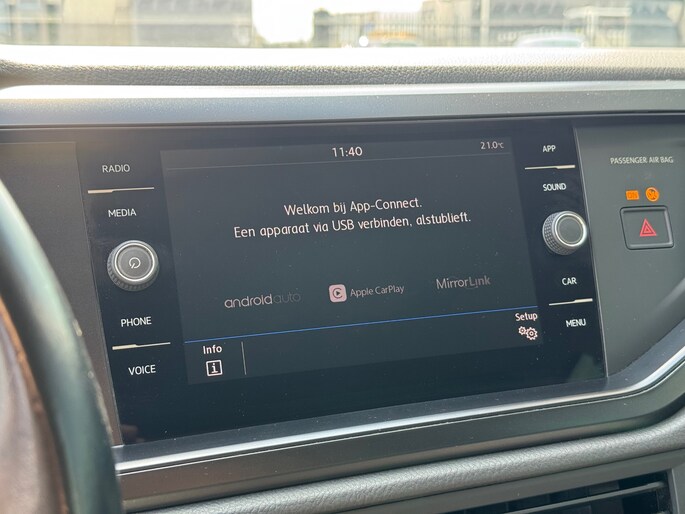 11:40
21.0°C
RADIO
MEDIA
PHONE
VOICE
Welkom bij App-Connect.
Een apparaat via USB verbinden, alstublieft.
androidauto
Apple CarPlay
MirrorLink
Info
i
Setup
APP
SOUND
CAR
MENU
PASSENGER AIR BAG